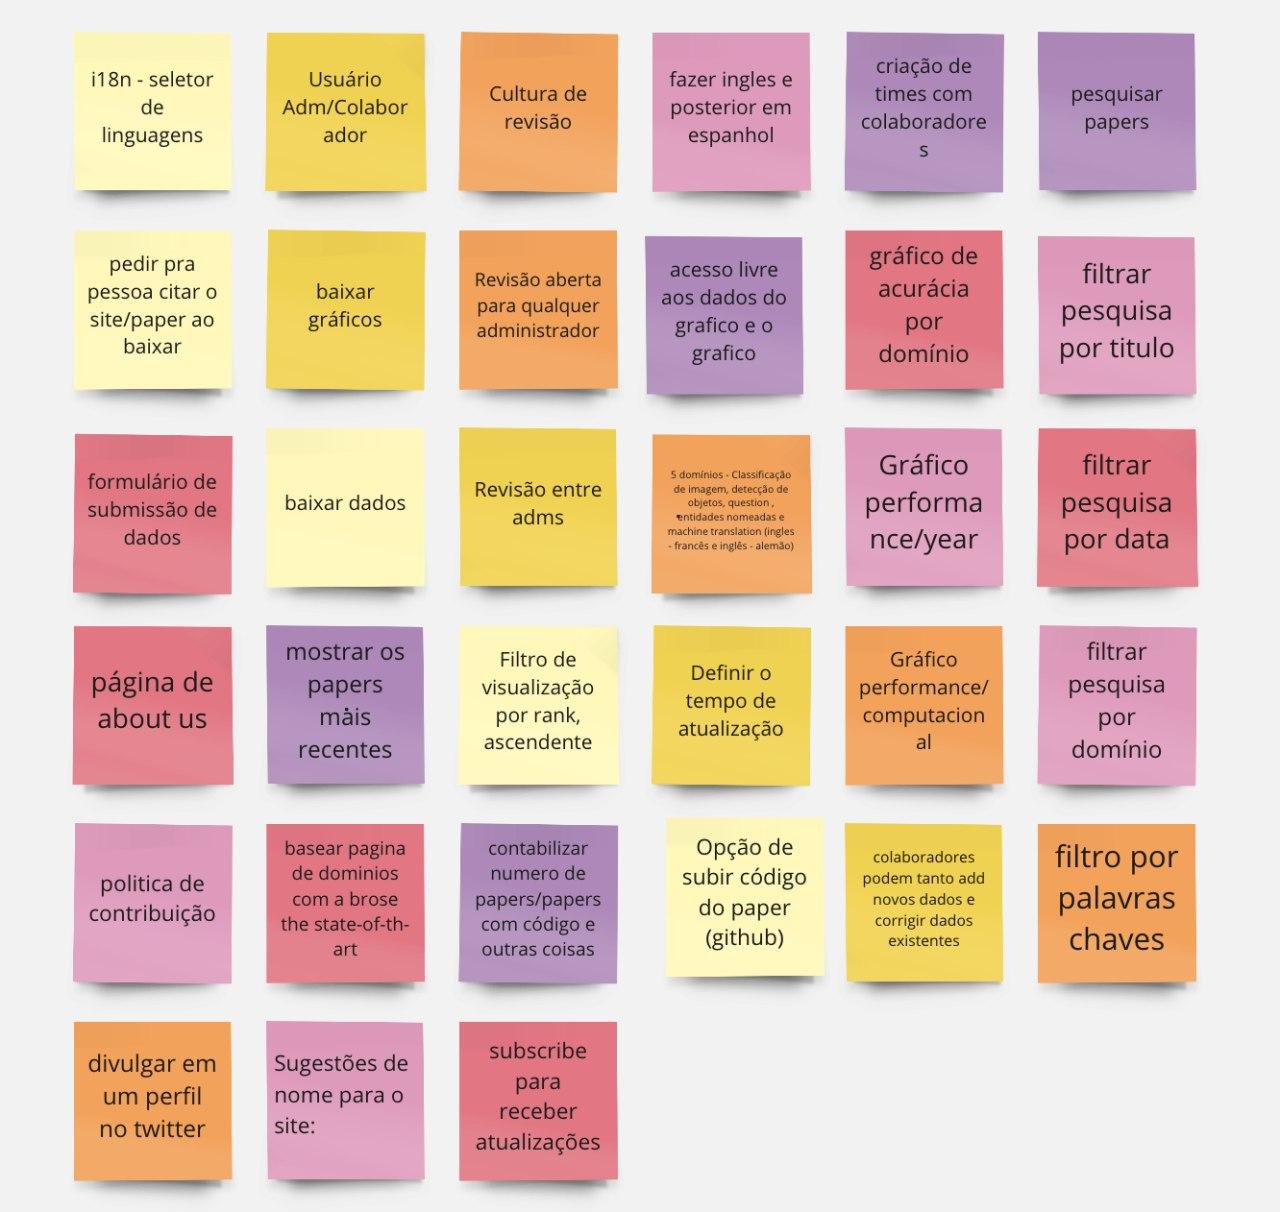 i18n - seletor
de
linguagens
Usuário
Adm/Colabor
ador
Cultura de
revisão
fazer ingles e
posterior em
espanhol
criação de
times com
colaboradore
s
pesquisar
papers
pedir pra
pessoa citar o
site/paper ao
baixar
baixar
gráficos
Revisão aberta
para qualquer
administrador
acesso livre
aos dados do
grafico e o
grafico
gráfico de
acurácia
por
domínio
filtrar
pesquisa
por titulo
formulário de
submissão de
dados
baixar dados
Revisão entre
adms
5 domínios - Classificação
de imagem, detecção de
objetos, question ,
entidades nomeadas e
machine translation (ingles
- francês e inglês - alemão)
Gráfico
performa
nce/year
filtrar
pesquisa
por data
página de
about us
mostrar os
papers
mais
recentes
Filtro de
visualização
por rank,
ascendente
Definir o
tempo de
atualização
Gráfico
performance/
computacion
al
filtrar
pesquisa
por
domínio
politica de
contribuição
basear pagina
de dominios
com a brose
the state-of-th-
art
contabilizar
numero de
papers/papers
com código e
outras coisas
Opção de
subir código
do paper
(github)
colaboradores
podem tanto add
novos dados e
corrigir dados
existentes
filtro por
palavras
chaves
divulgar em
um perfil
no twitter
Sugestões de
nome para o
site:
subscribe
para
receber
atualizações